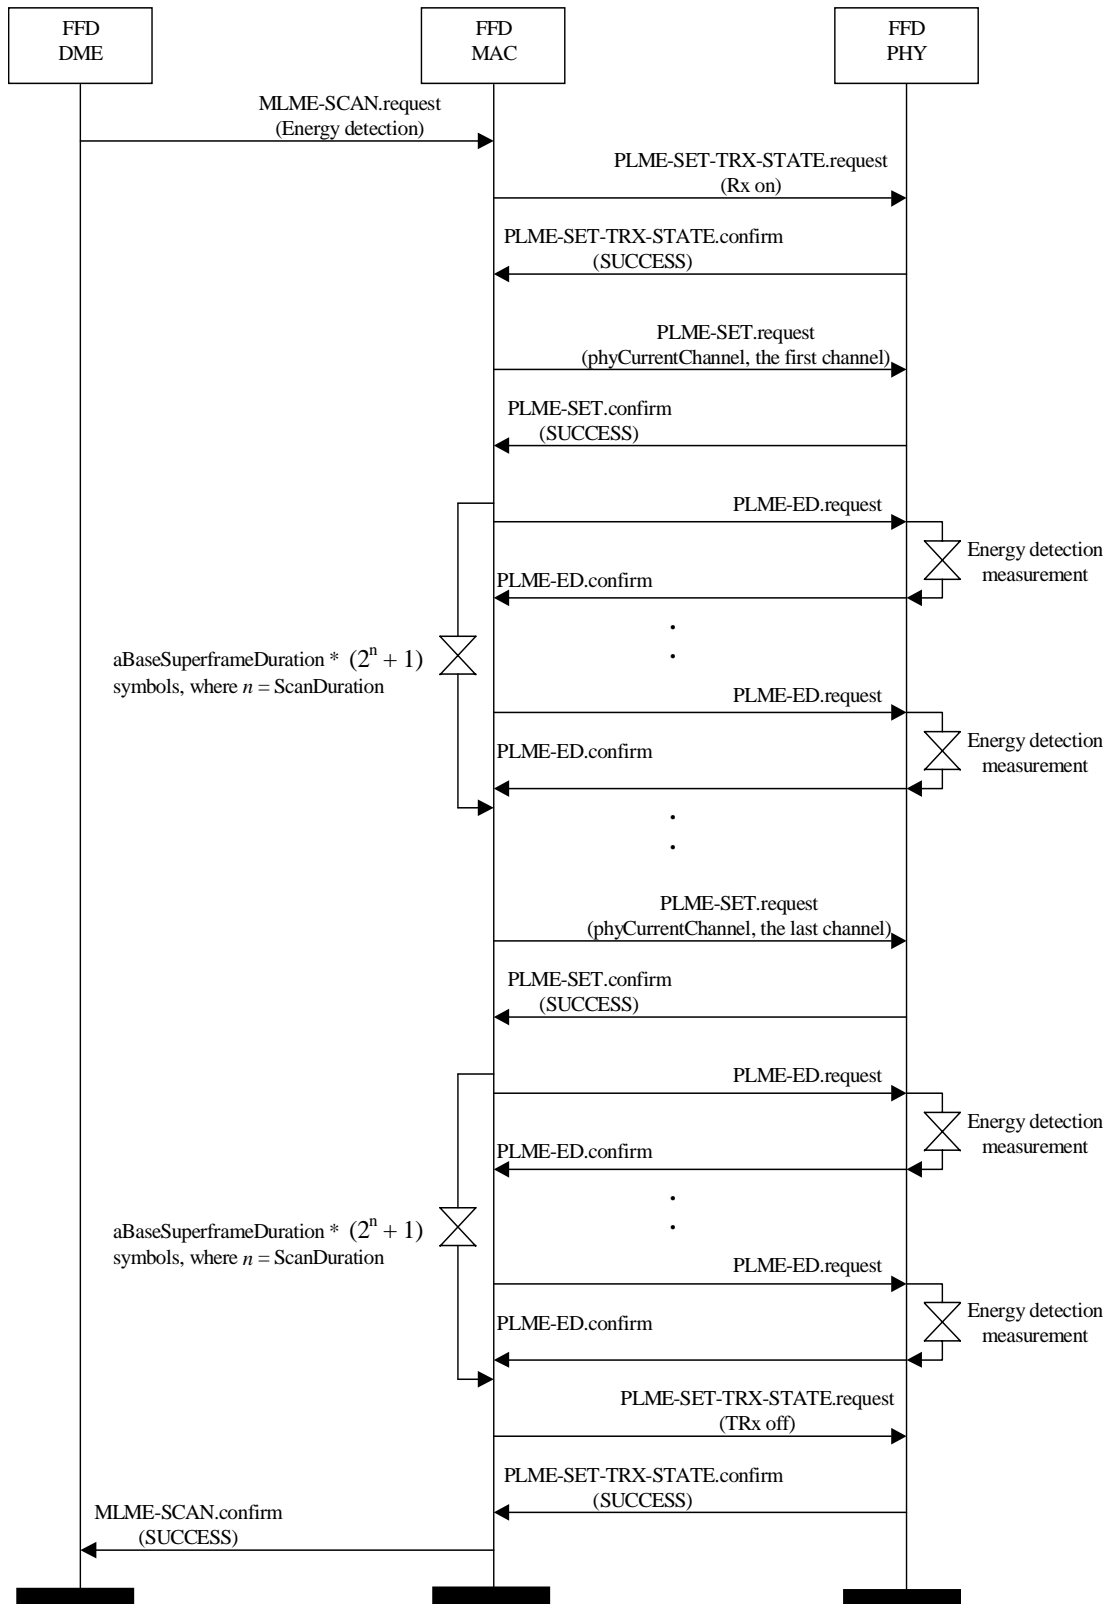 FFD
DME
FFD
MAC
FFD
PHY
MLME-SCAN.request
(Energy detection)
PLME-SET-TRX-STATE.request
(Rx on)
PLME-SET-TRX-STATE.confirm
(SUCCESS)
PLME-SET.request
(phyCurrentChannel, the first channel)
PLME-SET.confirm
(SUCCESS)
PLME-ED.request
Energy detection
measurement
PLME-ED.confirm
aBaseSuperframeDuration * (2^n + 1)
symbols, where n = ScanDuration
PLME-ED.request
Energy detection
measurement
PLME-ED.confirm
PLME-SET.request
(phyCurrentChannel, the last channel)
PLME-SET.confirm
(SUCCESS)
PLME-ED.request
Energy detection
measurement
PLME-ED.confirm
aBaseSuperframeDuration * (2^n + 1)
symbols, where n = ScanDuration
PLME-ED.request
Energy detection
measurement
PLME-ED.confirm
PLME-SET-TRX-STATE.request
(TRx off)
PLME-SET-TRX-STATE.confirm
(SUCCESS)
MLME-SCAN.confirm
(SUCCESS)